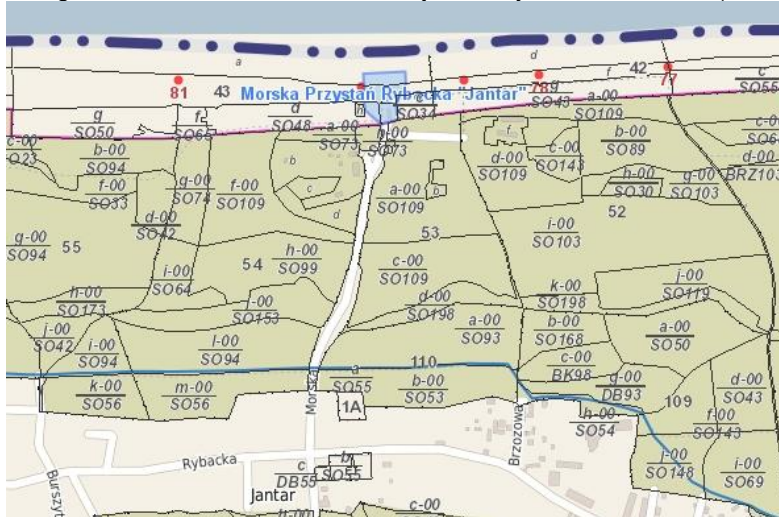 a
d
81
43
Morska Przystań Rybacka "Jantar"
78
42
77
f
g
SO43
c
SO55
g
SO50
f
SO65
d
SO48
n
c
SO34
a-00
SO109
a-00
SO73
SO73
b-00
SO94
b-00
SO89
f
c-00
SO143
d-00
SO109
d-00
BRZ103
f-00
SO33
g-00
SO74
f-00
SO109
b
c
d
a-00
SO109
b
h-00
SO30
g-00
SO103
52
d-00
SO42
g-00
SO94
55
53
i-00
SO103
54
h-00
SO99
i-00
SO64
c-00
SO109
j-00
SO119
h-00
SO173
j-00
SO153
d-00
SO198
k-00
SO198
j-00
SO42
i-00
SO94
l-00
SO94
a-00
SO93
b-00
SO168
a-00
SO50
c-00
BK98
110
k-00
SO56
m-00
SO56
Morska
a
SO55
b-00
SO53
g-00
DB93
109
d-00
SO43
1A
h-00
SO54
f-00
SO143
Brzozowa
Rybacka
c
DB55
b
SO55
j-00
SO148
i-00
SO69
Jantar
h-00
c-00